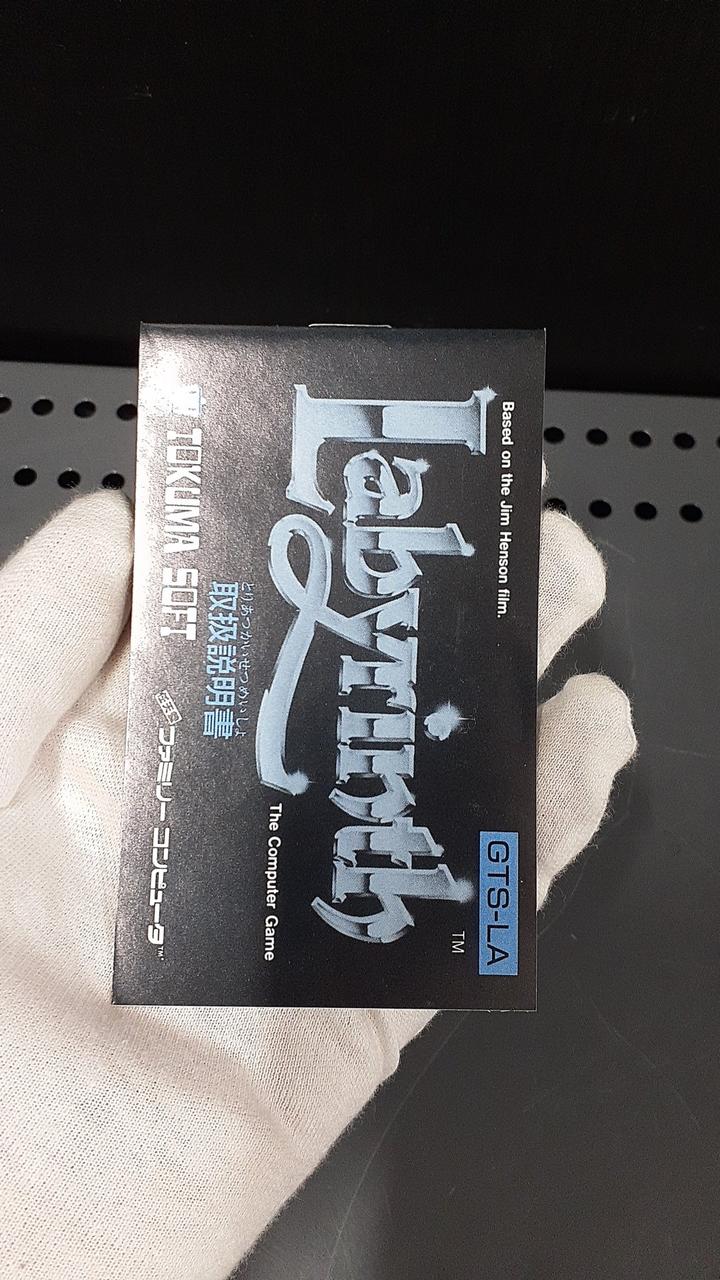 Based on the Jim Henson film.
GTS-LA
Labyrinth TM
The Computer Game
とりあつかいせつめいしょ
取扱説明書
TOKUMA SOFT
ファミリー コンピュータ TM